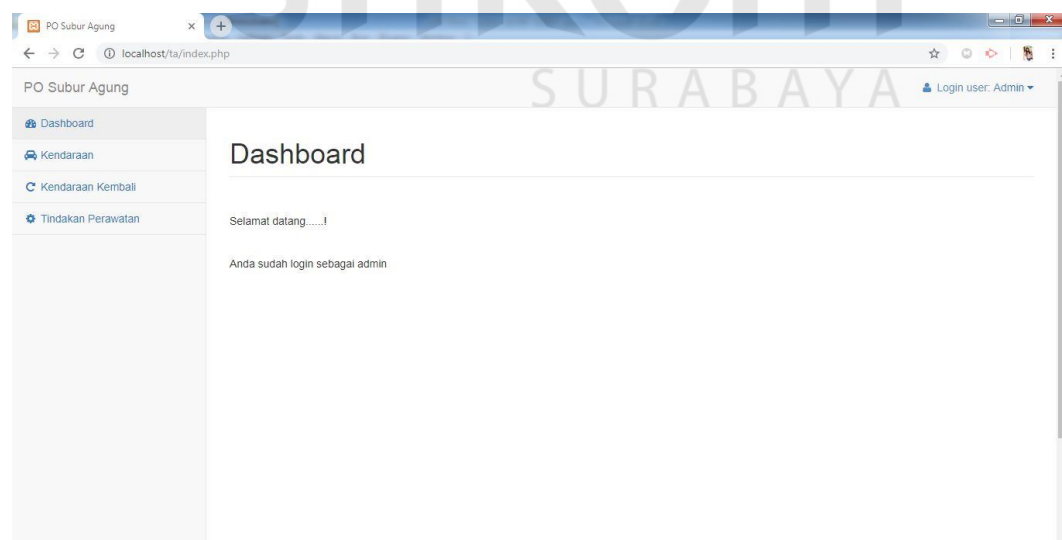 PO Subur Agung
localhost/ta/index.php
SURABAYA
PO Subur Agung
Login user: Admin
Dashboard
Kendaraan
Kendaraan Kembali
Tindakan Perawatan
Dashboard
Selamat datang......!
Anda sudah login sebagai admin